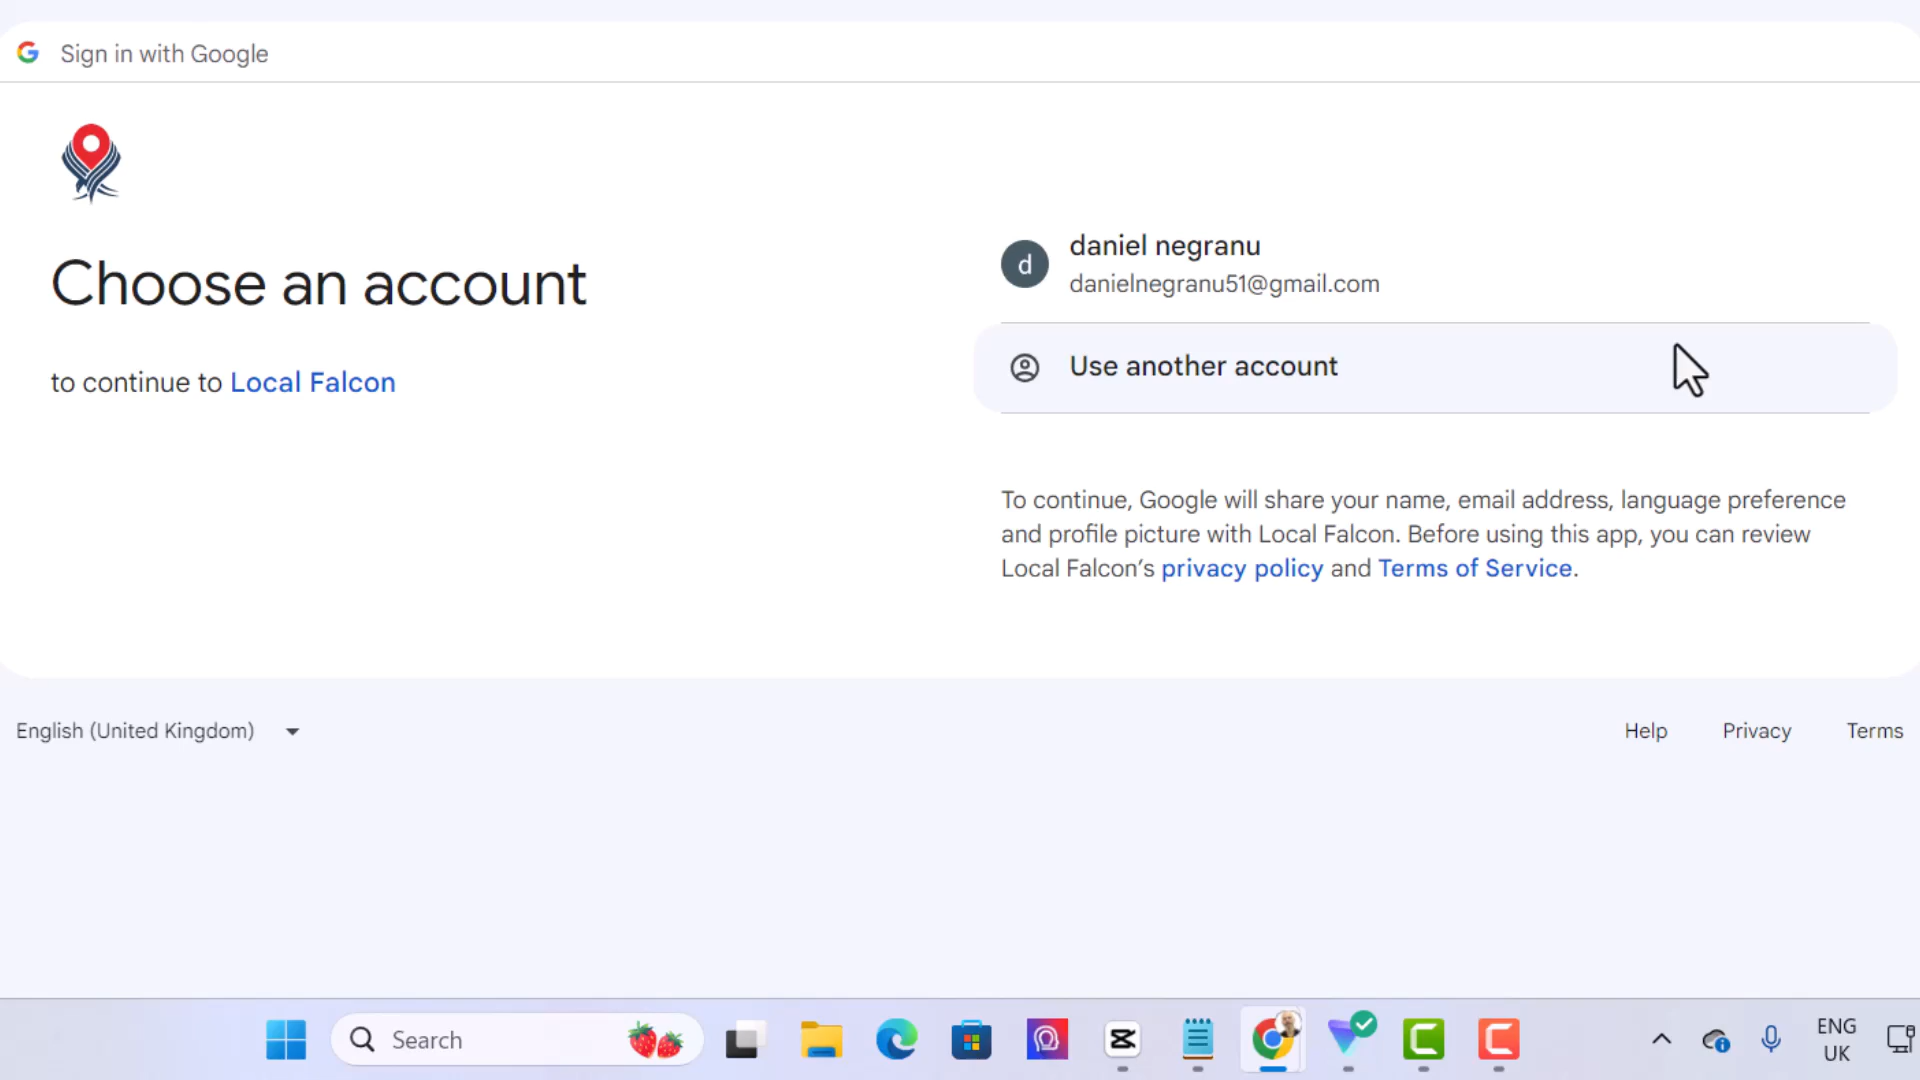 Sign in with Google
Choose an account
to continue to Local Falcon
d
daniel negranu
danielnegranu51@gmail.com
Use another account
To continue, Google will share your name, email address, language preference
and profile picture with Local Falcon. Before using this app, you can review
Local Falcon's privacy policy and Terms of Service.
English (United Kingdom)
Help
Privacy
Terms
Search
ENG
UK